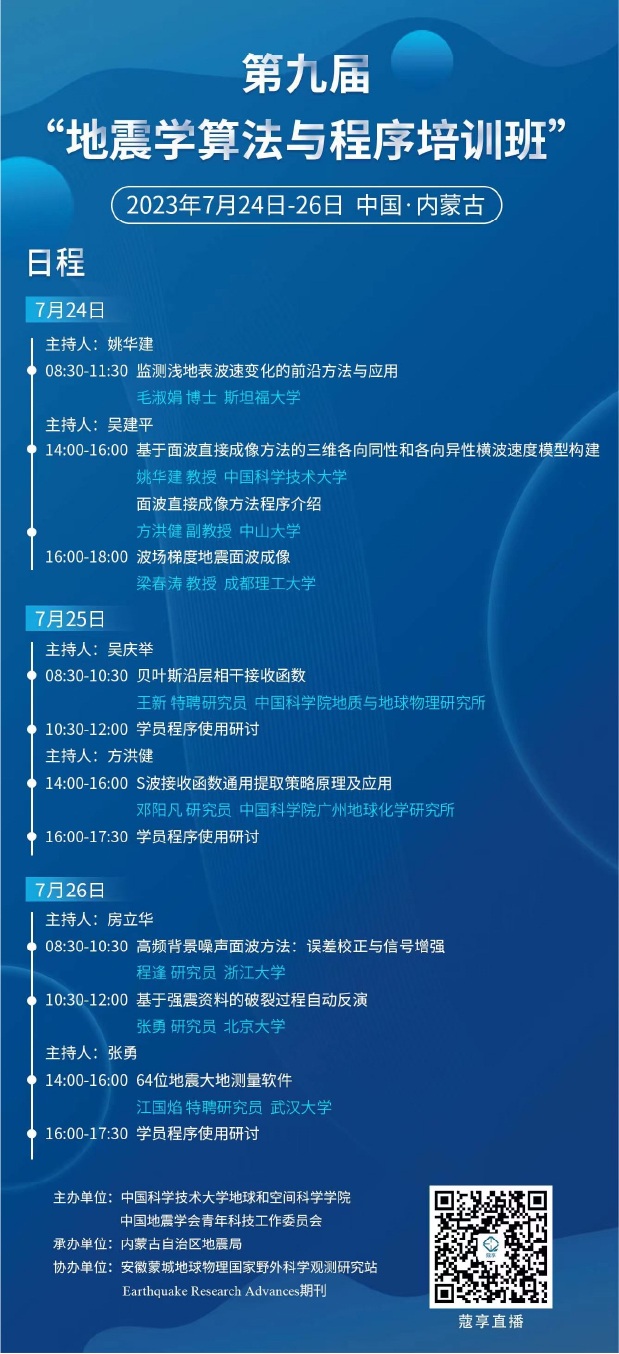 第九届
“地震学算法与程序培训班”
2023年7月24日-26日 中国·内蒙古
日程
7月24日
主持人：姚华建
08:30-11:30 监测浅地表波速变化的前沿方法与应用
毛淑娟 博士 斯坦福大学
主持人：吴建平
14:00-16:00 基于面波直接成像方法的三维各向同性和各向异性横波速度模型构建
姚华建 教授 中国科学技术大学
面波直接成像方法程序介绍
方洪健 副教授 中山大学
16:00-18:00 波场梯度地震面波成像
梁春涛 教授 成都理工大学
7月25日
主持人：吴庆举
08:30-10:30 贝叶斯沿层相干接收函数
王新 特聘研究员 中国科学院地质与地球物理研究所
10:30-12:00 学员程序使用研讨
主持人：方洪健
14:00-16:00 S波接收函数通用提取策略原理及应用
邓阳凡 研究员 中国科学院广州地球化学研究所
16:00-17:30 学员程序使用研讨
7月26日
主持人：房立华
08:30-10:30 高频背景噪声面波方法：误差校正与信号增强
程逢 研究员 浙江大学
10:30-12:00 基于强震资料的破裂过程自动反演
张勇 研究员 北京大学
主持人：张勇
14:00-16:00 64位地震大地测量软件
江国焰 特聘研究员 武汉大学
16:00-17:30 学员程序使用研讨
主办单位：中国科学技术大学地球和空间科学学院
中国地震学会青年科技工作委员会
承办单位：内蒙古自治区地震局
协办单位：安徽蒙城地球物理国家野外科学观测研究站
Earthquake Research Advances期刊
蔻享
蔻享直播